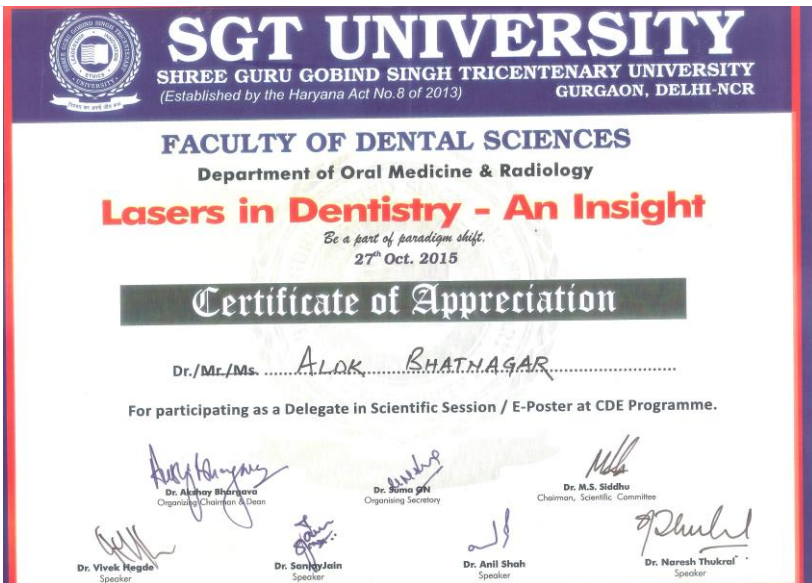 SGT UNIVERSITY
SHREE GURU GOBIND SINGH TRICENTENARY UNIVERSITY
(Established by the Haryana Act No.8 of 2013) GURGAON, DELHI-NCR
FACULTY OF DENTAL SCIENCES
Department of Oral Medicine & Radiology
Lasers in Dentistry - An Insight
Be a part of paradigm shift.
27th Oct. 2015
Certificate of Appreciation
Dr./Mr./Ms. ALOK BHATNAGAR
For participating as a Delegate in Scientific Session / E-Poster at CDE Programme.
Dr. Akshay Bhargava Dr. Suma GN Dr. M.S. Siddhu
Organizing Chairman & Dean Organising Secretary Chairman, Scientific Committee
Dr. Vivek Hegde Dr. Sanjay Jain Dr. Anil Shah Dr. Naresh Thukral
Speaker Speaker Speaker Speaker